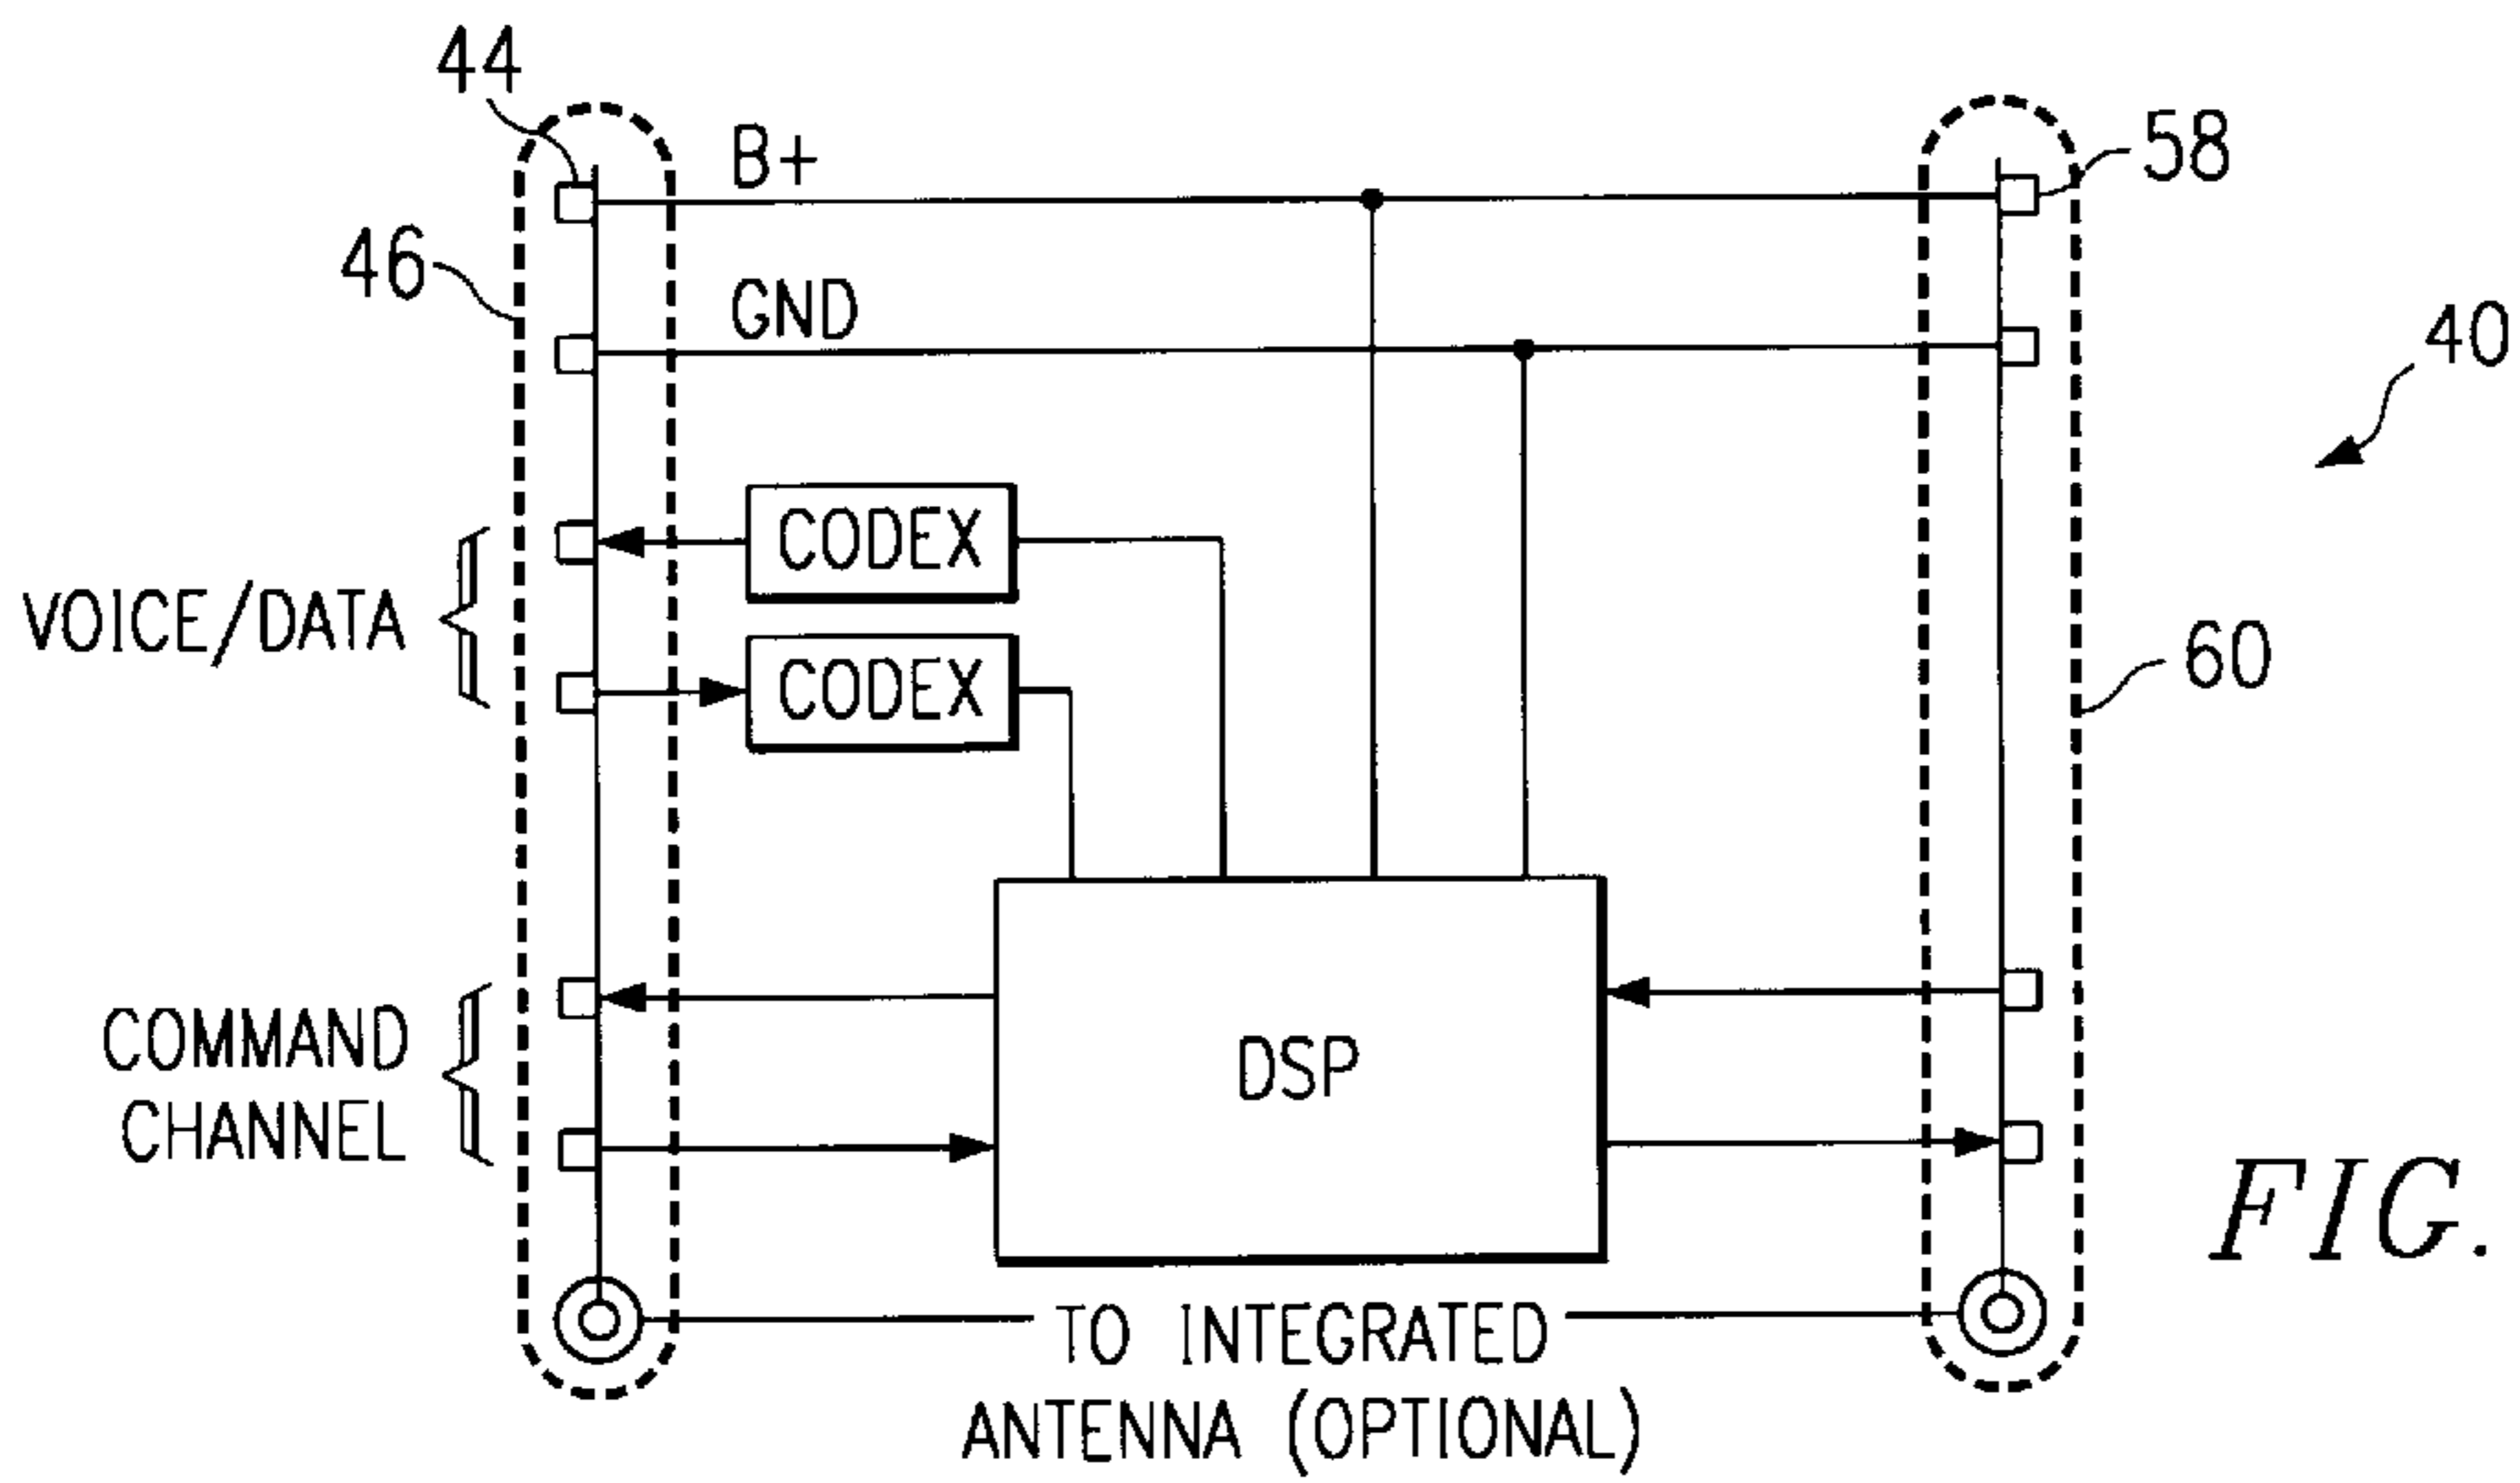 44
B+
58
46
GND
40
CODEX
VOICE/DATA
CODEX
60
COMMAND
CHANNEL
DSP
FIG.
TO INTEGRATED
ANTENNA (OPTIONAL)